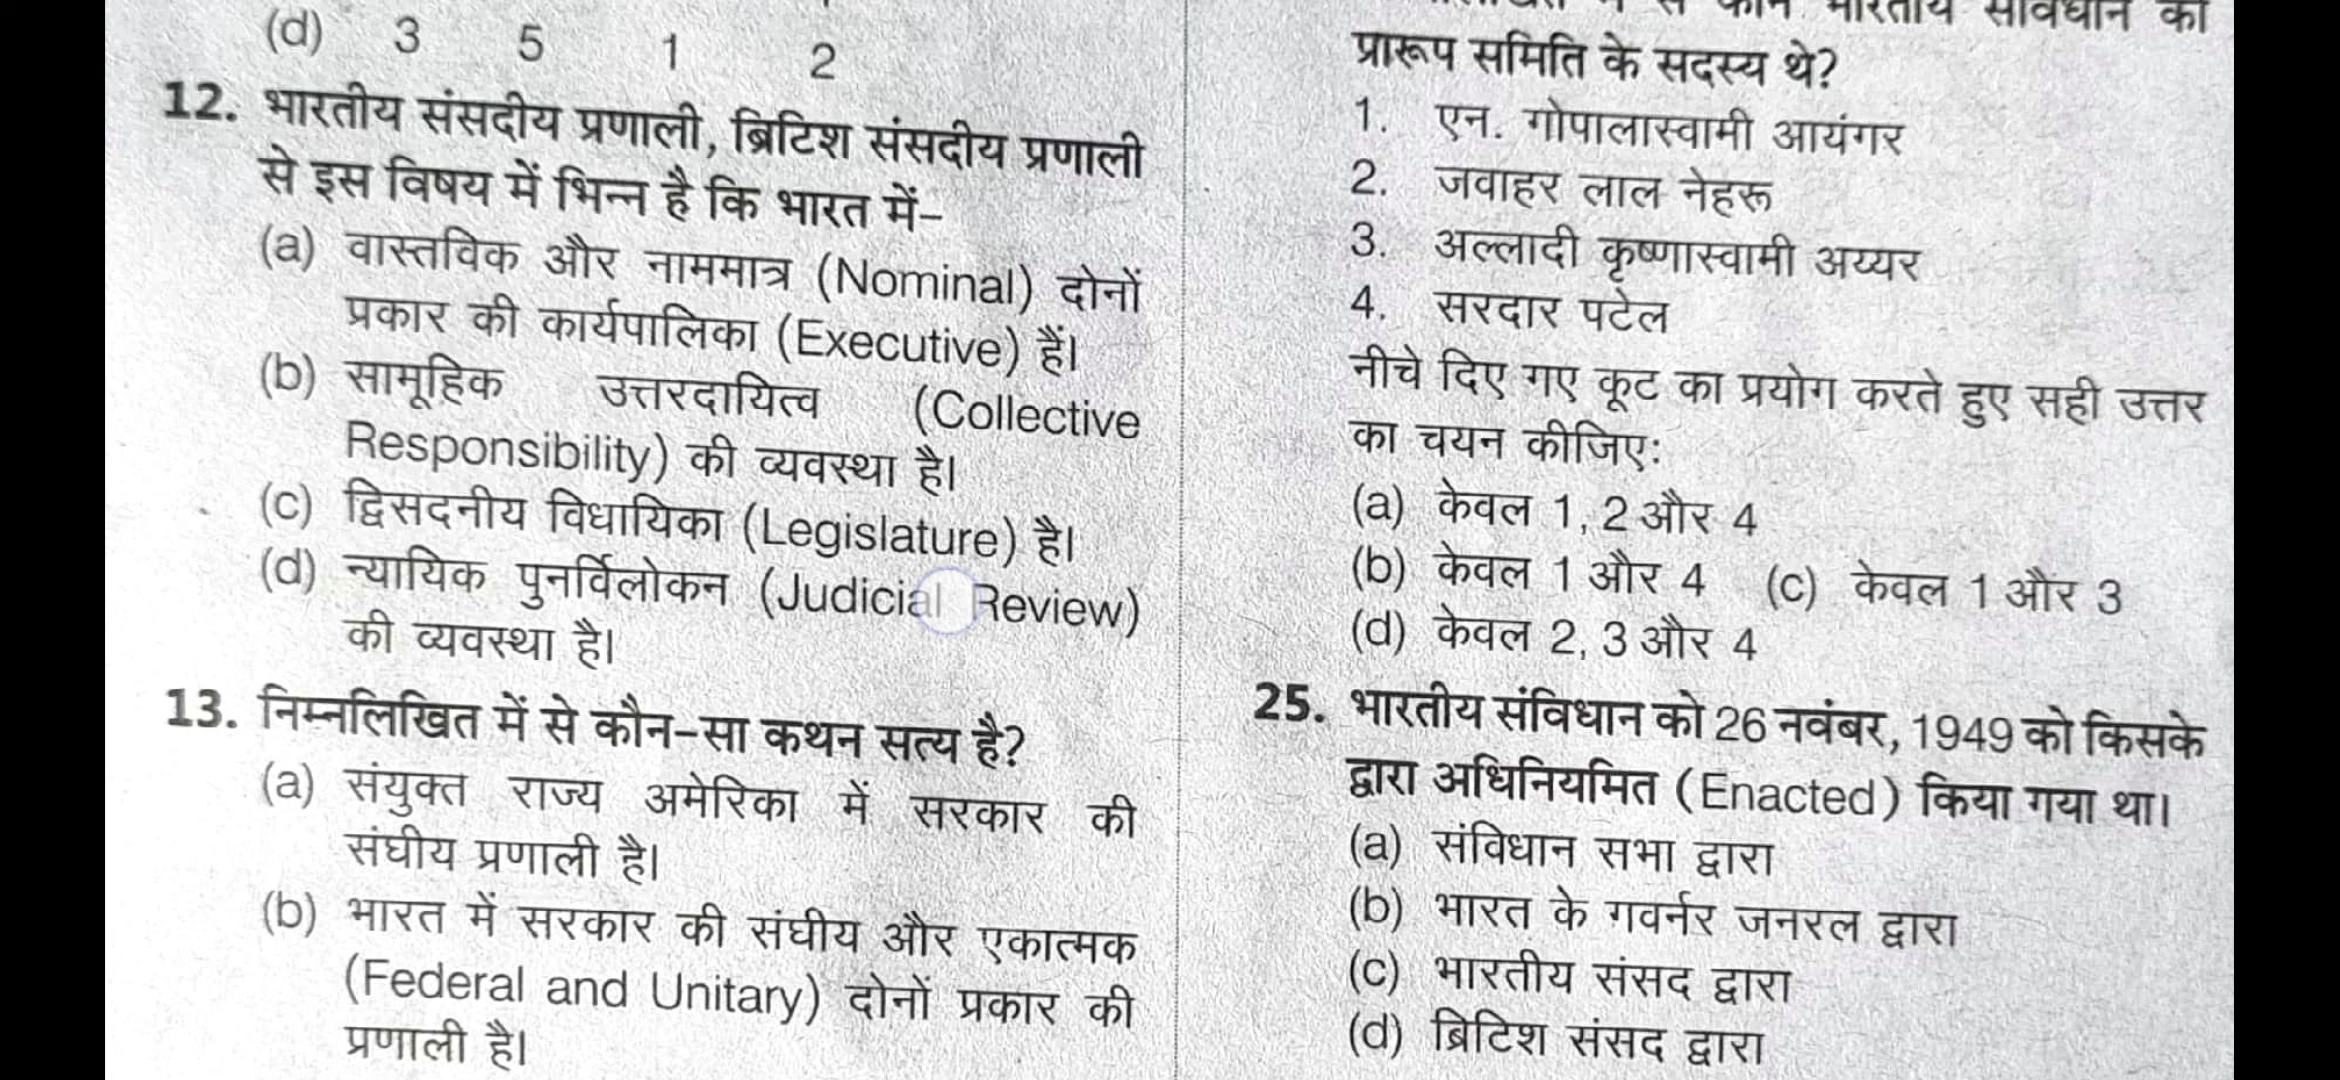 (d) 3 5 1 2
12. भारतीय संसदीय प्रणाली, ब्रिटिश संसदीय प्रणाली
से इस विषय में भिन्न है कि भारत में–
(a) वास्तविक और नाममात्र (Nominal) दोनों
प्रकार की कार्यपालिका (Executive) हैं।
(b) सामूहिक उत्तरदायित्व (Collective
Responsibility) की व्यवस्था है।
(c) द्विसदनीय विधायिका (Legislature) है।
(d) न्यायिक पुनर्विलोकन (Judicial Review)
की व्यवस्था है।
13. निम्नलिखित में से कौन-सा कथन सत्य है?
(a) संयुक्त राज्य अमेरिका में सरकार की
संघीय प्रणाली है।
(b) भारत में सरकार की संघीय और एकात्मक
(Federal and Unitary) दोनों प्रकार की
प्रणाली है।
में से कौन भारतीय संविधान की
प्रारूप समिति के सदस्य थे?
1. एन. गोपालास्वामी आयंगर
2. जवाहर लाल नेहरू
3. अल्लादी कृष्णास्वामी अय्यर
4. सरदार पटेल
नीचे दिए गए कूट का प्रयोग करते हुए सही उत्तर
का चयन कीजिए:
(a) केवल 1, 2 और 4
(b) केवल 1 और 4 (c) केवल 1 और 3
(d) केवल 2, 3 और 4
25. भारतीय संविधान को 26 नवंबर, 1949 को किसके
द्वारा अधिनियमित (Enacted) किया गया था।
(a) संविधान सभा द्वारा
(b) भारत के गवर्नर जनरल द्वारा
(c) भारतीय संसद द्वारा
(d) ब्रिटिश संसद द्वारा